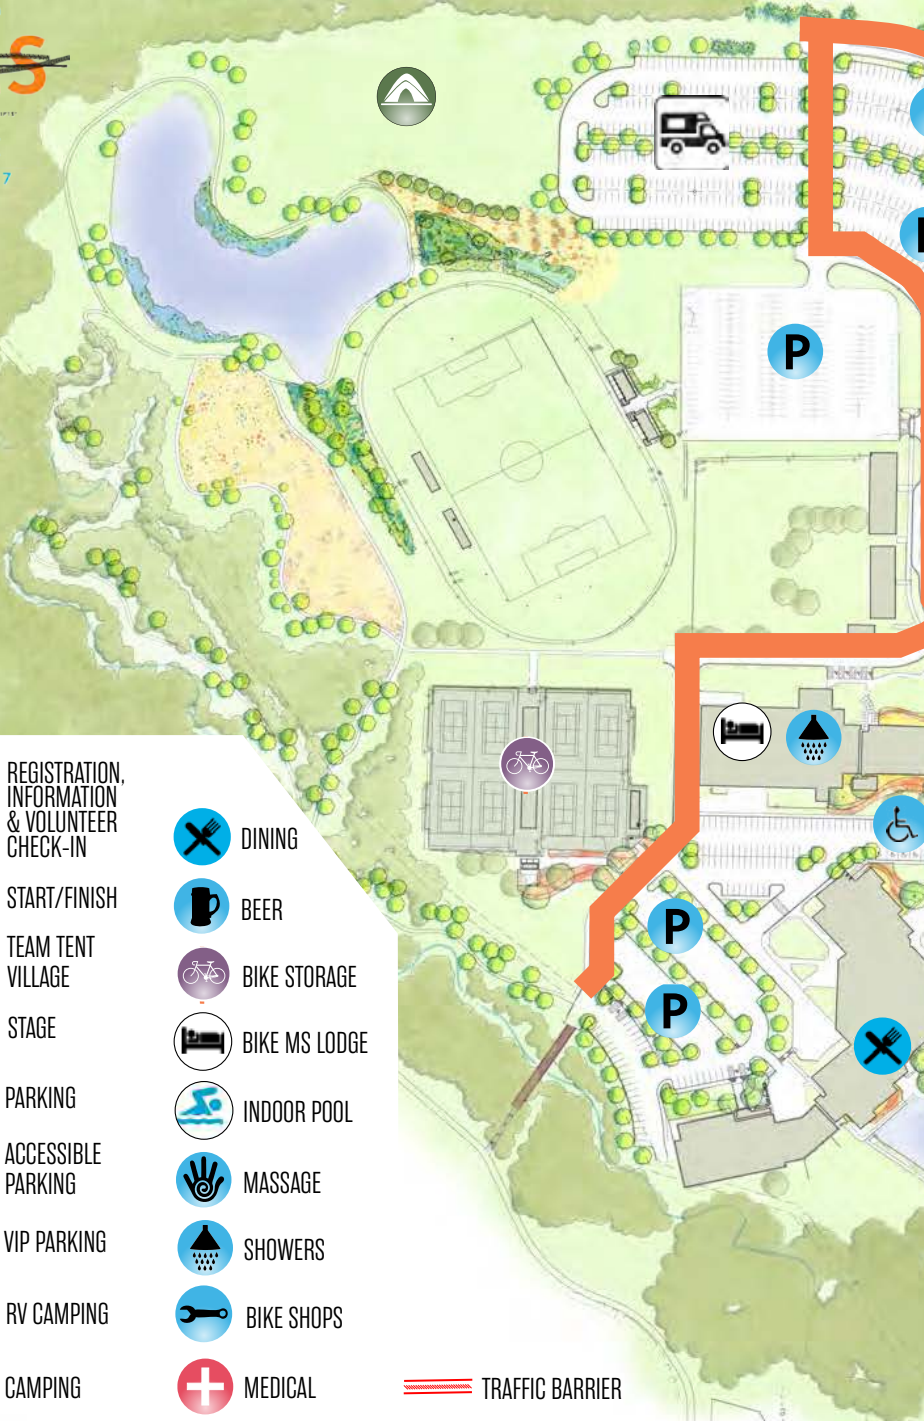 S
7
P
P
P
REGISTRATION,
INFORMATION
& VOLUNTEER
CHECK-IN
START/FINISH
TEAM TENT
VILLAGE
STAGE
PARKING
ACCESSIBLE
PARKING
VIP PARKING
RV CAMPING
CAMPING
DINING
BEER
BIKE STORAGE
BIKE MS LODGE
INDOOR POOL
MASSAGE
SHOWERS
BIKE SHOPS
MEDICAL
TRAFFIC BARRIER